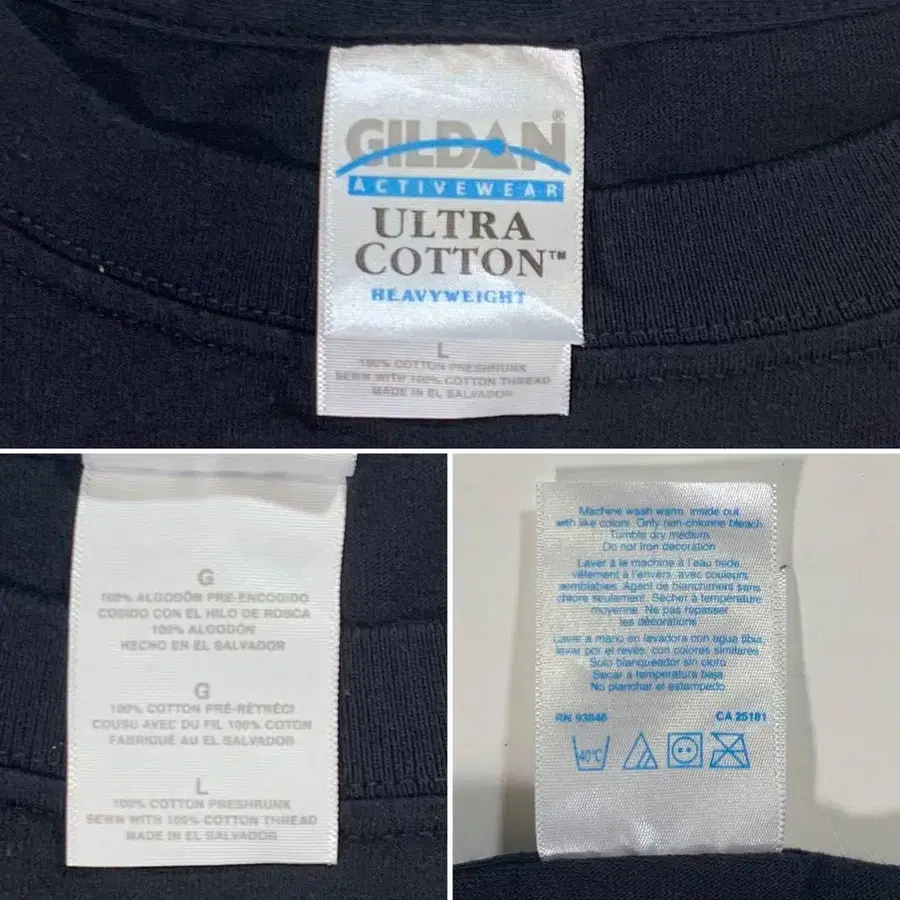 GILDAN®
ACTIVEWEAR
ULTRA
COTTON™
HEAVYWEIGHT
L
100% COTTON PRESHRUNK
SEWN WITH 100% COTTON THREAD
MADE IN EL SALVADOR
G
100% ALGODÓN PRE-ENCOGIDO
COSIDO CON EL HILO DE ROSCA
100% ALGODÓN
HECHO EN EL SALVADOR
G
100% COTTON PRÉ-RÉTRÉCI
COUSU AVEC DU FIL 100% COTON
FABRIQUÉ AU EL SALVADOR
L
100% COTTON PRESHRUNK
SEWN WITH 100% COTTON THREAD
MADE IN EL SALVADOR
Machine wash warm, inside out
with like colors. Only non-chlorine bleach
Tumble dry medium
Do not iron decoration
Laver à la machine à l'eau tiède,
vêtement à l'envers, avec couleurs
semblables. Agent de blanchiment sans
chlore seulement. Sécher à température
moyenne. Ne pas repasser
les décorations
Lavar a mano en lavadora con agua tibia,
lavar por el revés, con colores similares
Solo blanqueador sin cloro
Secar a temperatura baja
No planchar el estampado
RN 93846 CA 25181
40°C